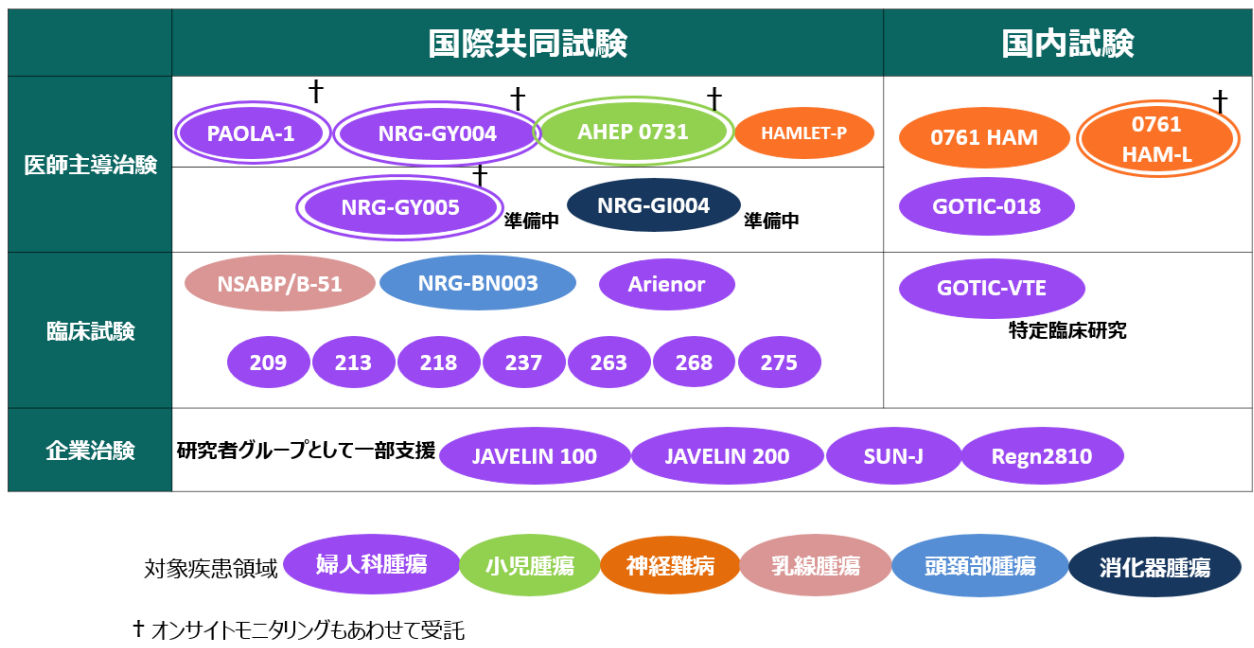 国際共同試験 国内試験
医師主導治験
† † † †
PAOLA-1 NRG-GY004 AHEP 0731 HAMLET-P 0761 HAM 0761
HAM-L
†
NRG-GY005 準備中 NRG-GI004 準備中 GOTIC-018
臨床試験
NSABP/B-51 NRG-BN003 Arienor GOTIC-VTE
特定臨床研究
209 213 218 237 263 268 275
企業治験
研究者グループとして一部支援 JAVELIN 100 JAVELIN 200 SUN-J Regn2810
対象疾患領域 婦人科腫瘍 小児腫瘍 神経難病 乳線腫瘍 頭頚部腫瘍 消化器腫瘍
† オンサイトモニタリングもあわせて受託